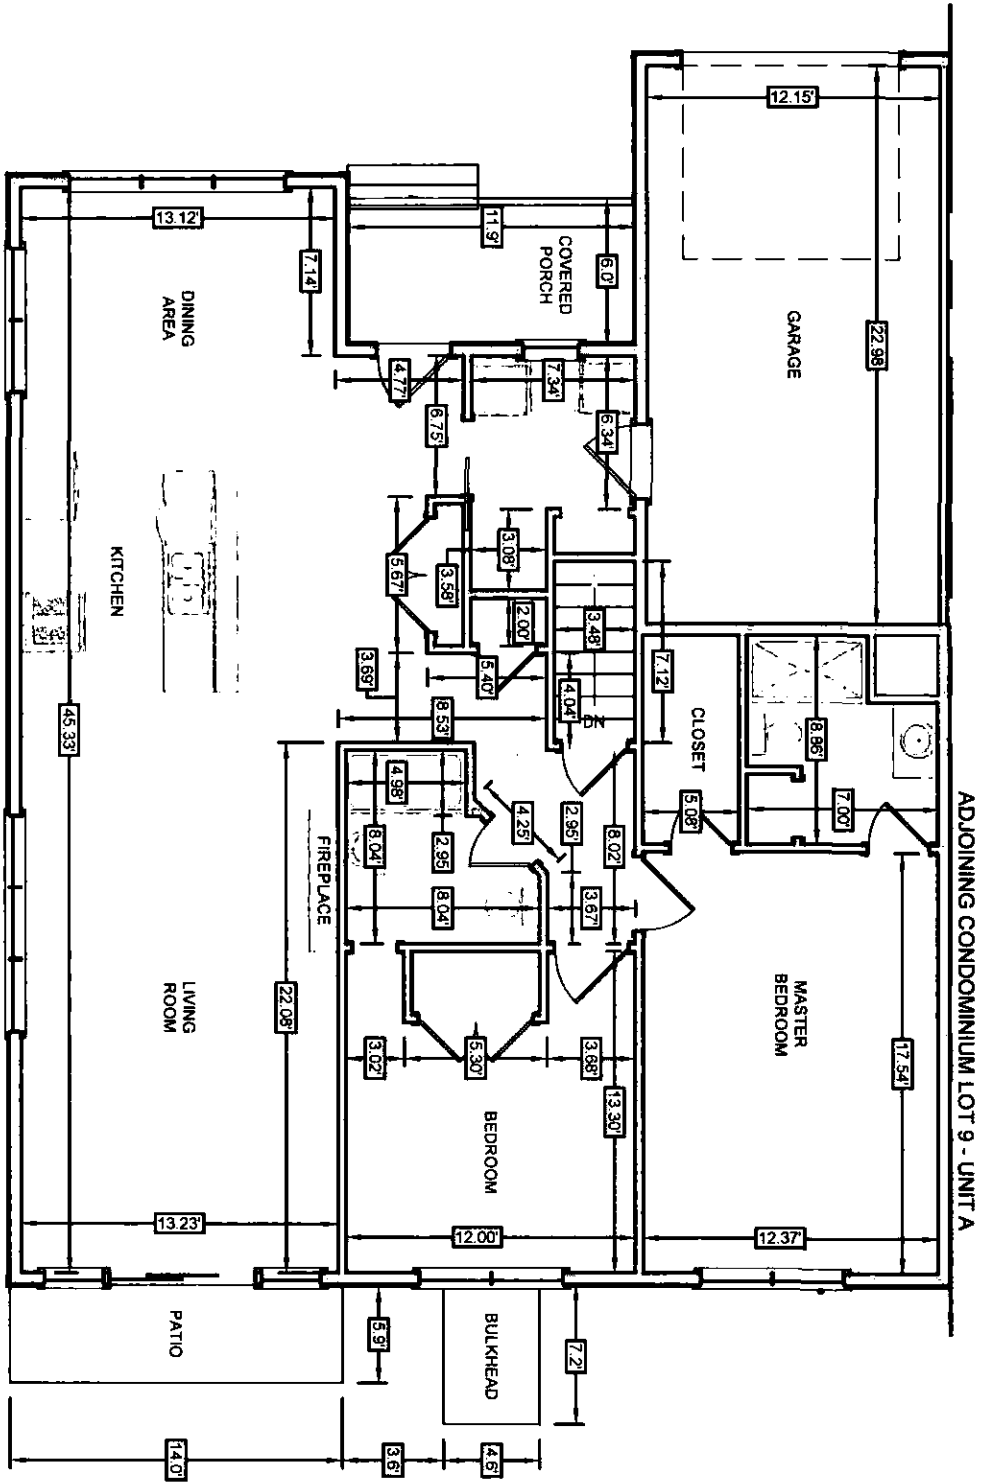 ADJOINING CONDOMINIUM LOT 9 - UNIT A
12.15'
22.98'
GARAGE
13.12'
7.14'
11.9'
COVERED
PORCH
6.0'
DINING
AREA
4.77'
6.75'
7.34'
6.34'
KITCHEN
5.67'
3.58'
3.08'
2.00'
3.48'
7.12'
3.69'
5.40'
4.04'
8.53'
45.33'
CLOSET
8.86'
7.00'
5.08'
4.98'
8.04'
2.95
4.25'
2.95'
8.02'
FIREPLACE
8.04'
3.67'
LIVING
ROOM
22.08'
MASTER
BEDROOM
17.54'
3.02'
5.30'
3.68'
13.30'
BEDROOM
13.23'
12.00'
12.37'
PATIO
5.9'
BULKHEAD
7.2'
14.0'
3.6'
4.6'